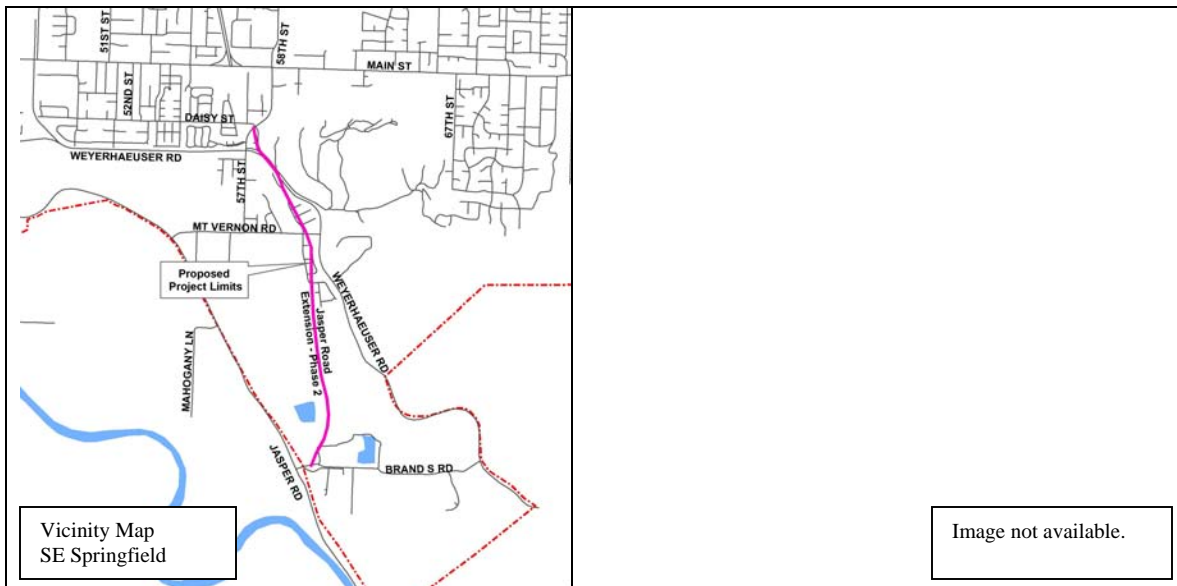 51ST ST
58TH ST
MAIN ST
52ND ST
67TH ST
DAISY ST
WEYERHAEUSER RD
57TH ST
MT VERNON RD
Proposed
Project Limits
WEYERHAEUSER RD
Jasper Road
Extension - Phase 2
MAHOGANY LN
JASPER RD
BRAND S RD
Vicinity Map
SE Springfield
Image not available.